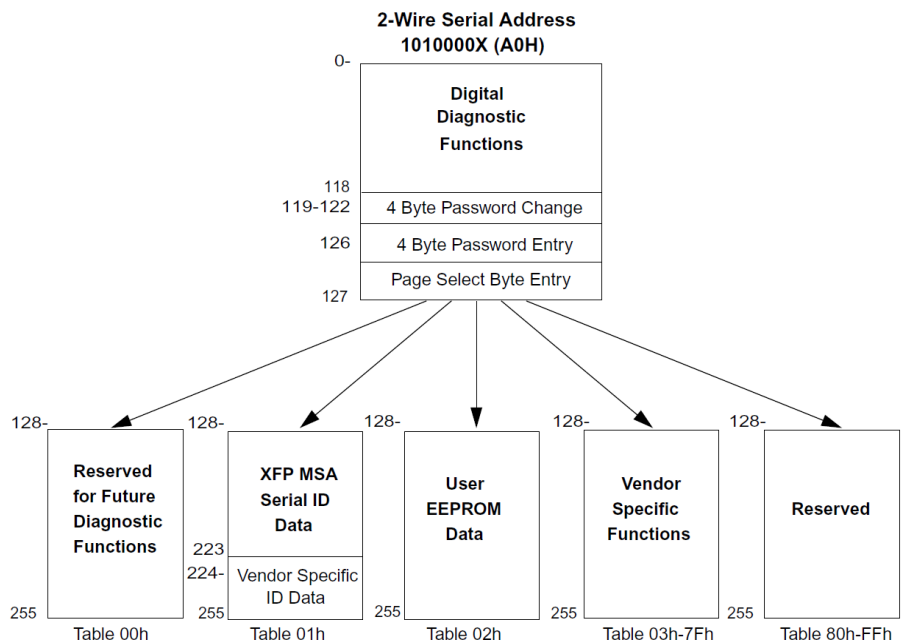 2-Wire Serial Address
1010000X (A0H)
0-
Digital
Diagnostic
Functions
118
119-122
4 Byte Password Change
126
4 Byte Password Entry
Page Select Byte Entry
127
128-
Reserved
for Future
Diagnostic
Functions
255
Table 00h
128-
XFP MSA
Serial ID
Data
223
224-
Vendor Specific
ID Data
255
Table 01h
128-
User
EEPROM
Data
255
Table 02h
128-
Vendor
Specific
Functions
255
Table 03h-7Fh
128-
Reserved
255
Table 80h-FFh